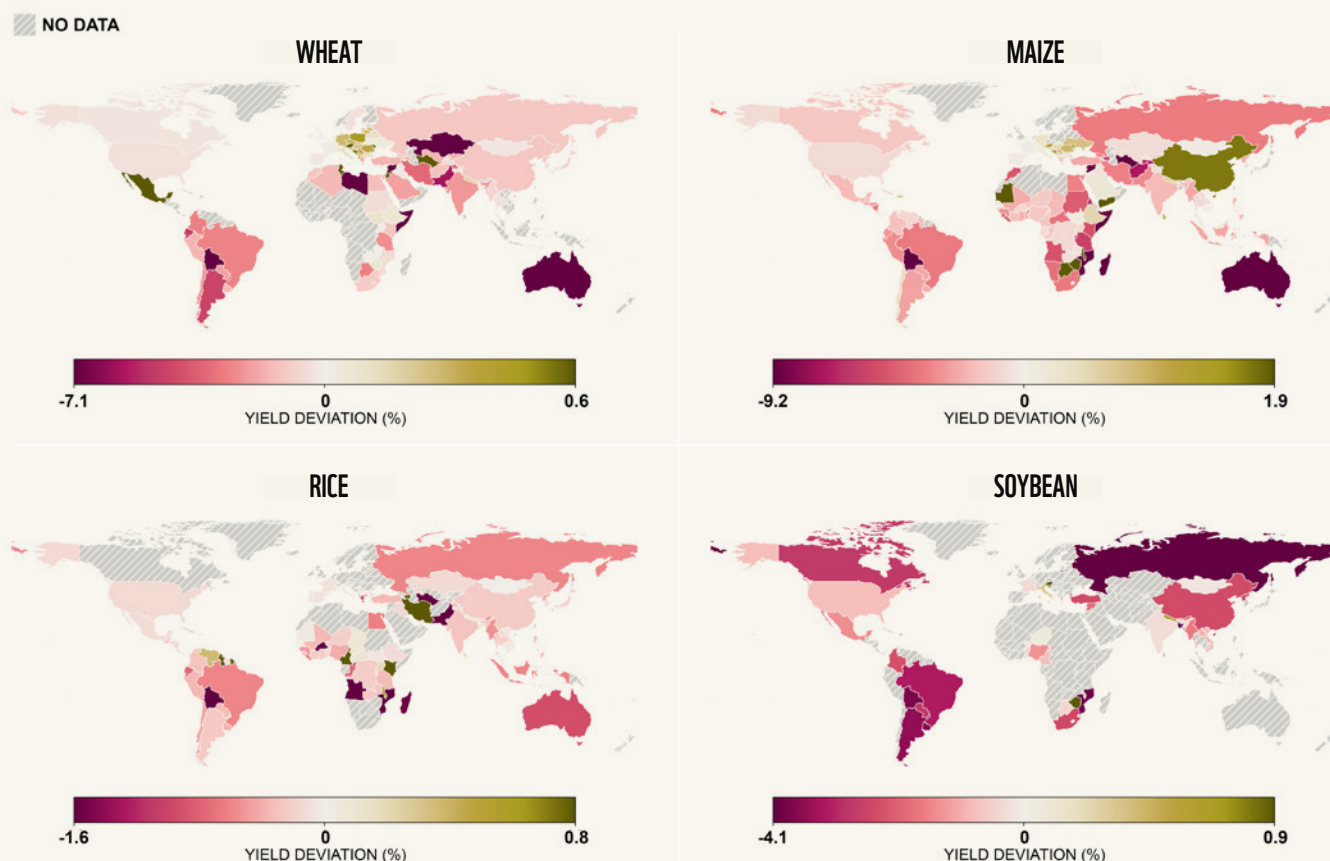 NO DATA
WHEAT
MAIZE
-7.1 0 0.6
YIELD DEVIATION (%)
-9.2 0 1.9
YIELD DEVIATION (%)
RICE
SOYBEAN
-1.6 0 0.8
YIELD DEVIATION (%)
-4.1 0 0.9
YIELD DEVIATION (%)